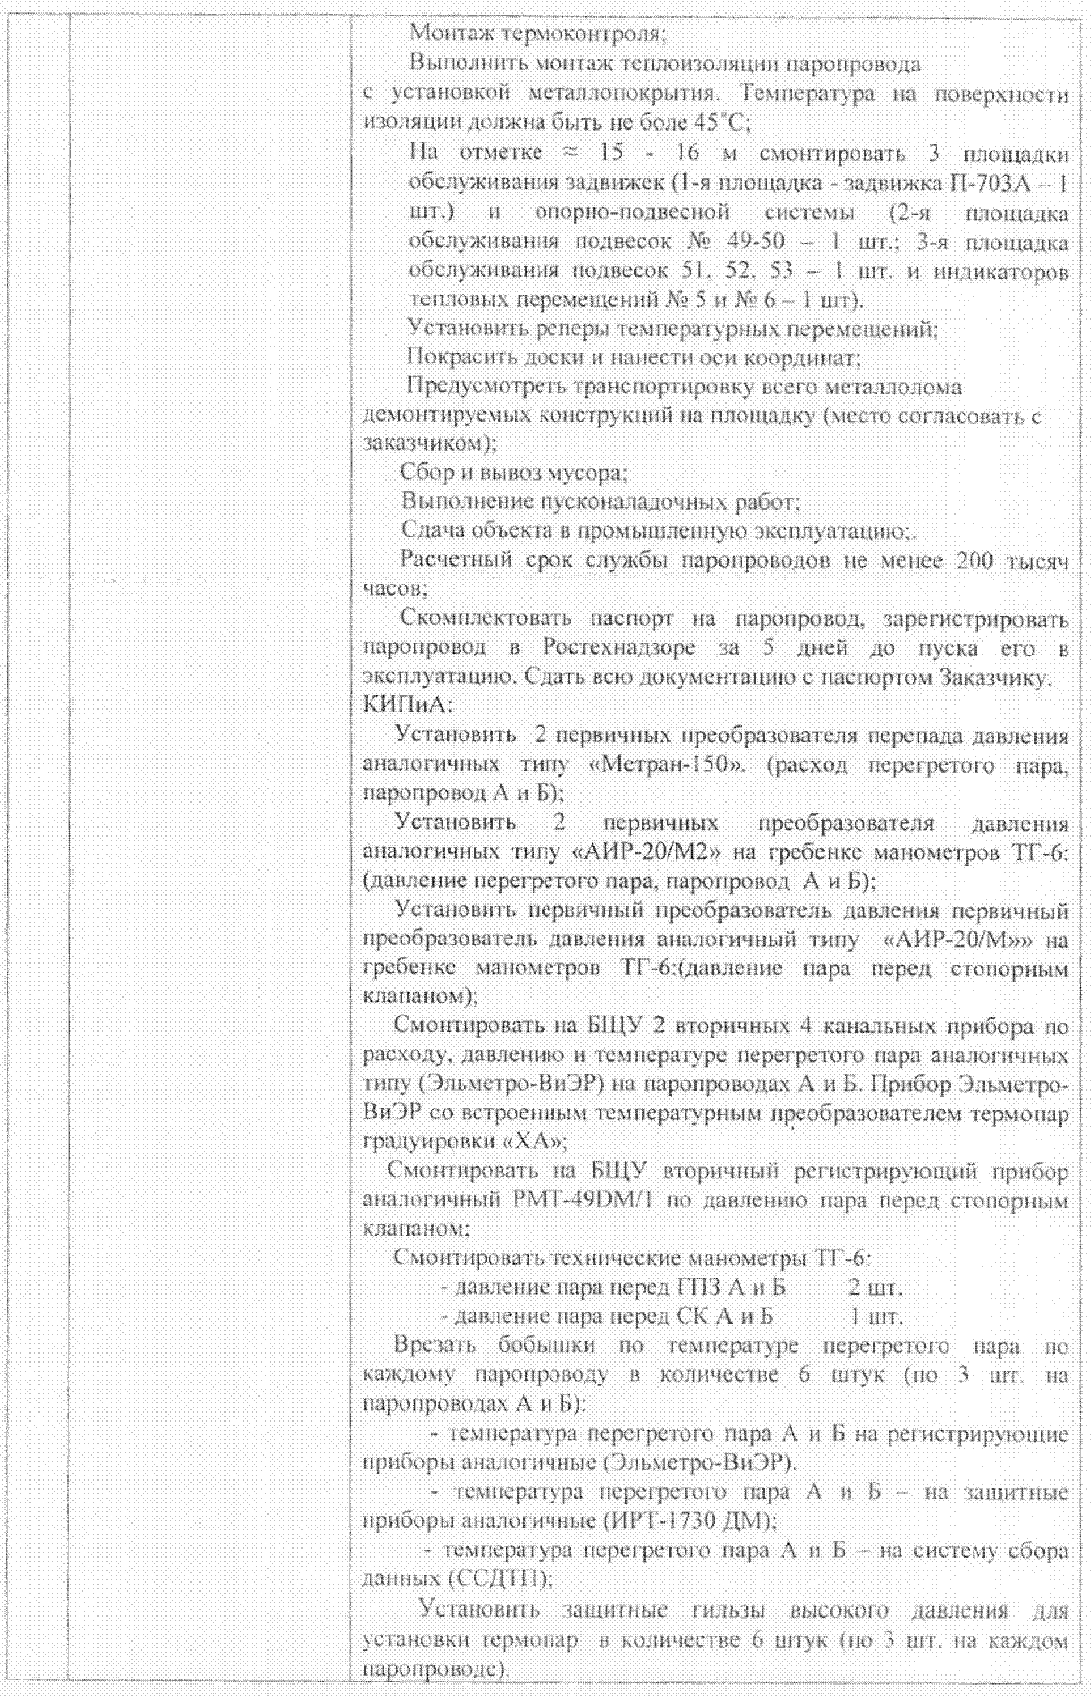 Монтаж термоконтроля;
Выполнить монтаж теплоизоляции паропровода
с установкой металлопокрытия. Температура на поверхности
изоляции должна быть не боле 45°С;
На отметке ≈ 15 - 16 м смонтировать 3 площадки
обслуживания задвижек (1-я площадка - задвижка П-703А – 1
шт.) и опорно-подвесной системы (2-я площадка
обслуживания подвесок № 49-50 – 1 шт.; 3-я площадка
обслуживания подвесок 51, 52, 53 – 1 шт. и индикаторов
тепловых перемещений № 5 и № 6 – 1 шт).
Установить реперы температурных перемещений;
Покрасить доски и нанести оси координат;
Предусмотреть транспортировку всего металлолома
демонтируемых конструкций на площадку (место согласовать с
заказчиком);
Сбор и вывоз мусора;
Выполнение пусконаладочных работ;
Сдача объекта в промышленную эксплуатацию;.
Расчетный срок службы паропроводов не менее 200 тысяч
часов;
Скомплектовать паспорт на паропровод, зарегистрировать
паропровод в Ростехнадзоре за 5 дней до пуска его в
эксплуатацию. Сдать всю документацию с паспортом Заказчику.
КИПиА:
Установить 2 первичных преобразователя перепада давления
аналогичных типу «Метран-150». (расход перегретого пара,
паропровод А и Б);
Установить 2 первичных преобразователя давления
аналогичных типу «АИР-20/М2» на гребенке манометров ТГ-6:
(давление перегретого пара, паропровод А и Б);
Установить первичный преобразователь давления первичный
преобразователь давления аналогичный типу «АИР-20/М»» на
гребенке манометров ТГ-6:(давление пара перед стопорным
клапаном);
Смонтировать на БЩУ 2 вторичных 4 канальных прибора по
расходу, давлению и температуре перегретого пара аналогичных
типу (Эльметро-ВиЭР) на паропроводах А и Б. Прибор Эльметро-
ВиЭР со встроенным температурным преобразователем термопар
градуировки «ХА»;
Смонтировать на БЩУ вторичный регистрирующий прибор
аналогичный РМТ-49DM/1 по давлению пара перед стопорным
клапаном;
Смонтировать технические манометры ТГ-6:
- давление пара перед ГПЗ А и Б 2 шт.
- давление пара перед СК А и Б 1 шт.
Врезать бобышки по температуре перегретого пара по
каждому паропроводу в количестве 6 штук (по 3 шт. на
паропроводах А и Б):
- температура перегретого пара А и Б на регистрирующие
приборы аналогичные (Эльметро-ВиЭР).
- температура перегретого пара А и Б – на защитные
приборы аналогичные (ИРТ-1730 ДМ);
- температура перегретого пара А и Б – на систему сбора
данных (ССДТП);
Установить защитные гильзы высокого давления для
установки термопар в количестве 6 штук (по 3 шт. на каждом
паропроводе).